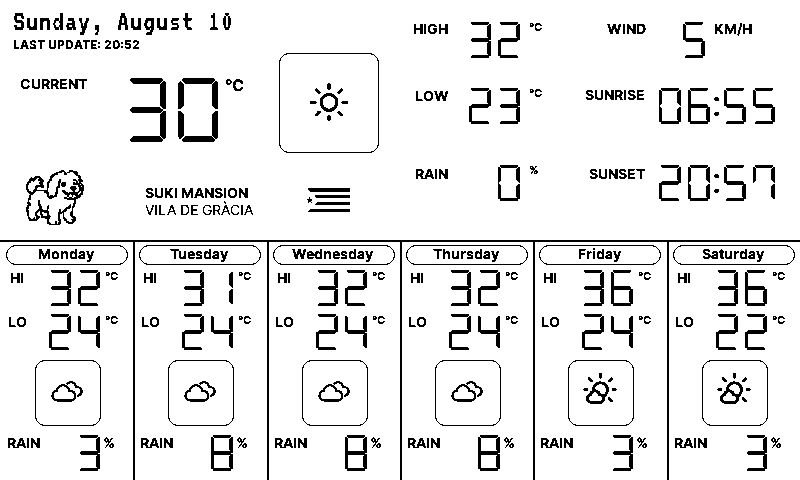 Sunday, August 10
LAST UPDATE: 20:52
CURRENT 30 °C
HIGH 32 °C
LOW 23 °C
RAIN 0 %
WIND 5 KM/H
SUNRISE 06:55
SUNSET 20:57
SUKI MANSION
VILA DE GRÀCIA
Monday
HI 32 °C
LO 24 °C
RAIN 3 %
Tuesday
HI 31 °C
LO 24 °C
RAIN 8 %
Wednesday
HI 32 °C
LO 24 °C
RAIN 8 %
Thursday
HI 32 °C
LO 24 °C
RAIN 8 %
Friday
HI 36 °C
LO 24 °C
RAIN 3 %
Saturday
HI 36 °C
LO 22 °C
RAIN 3 %